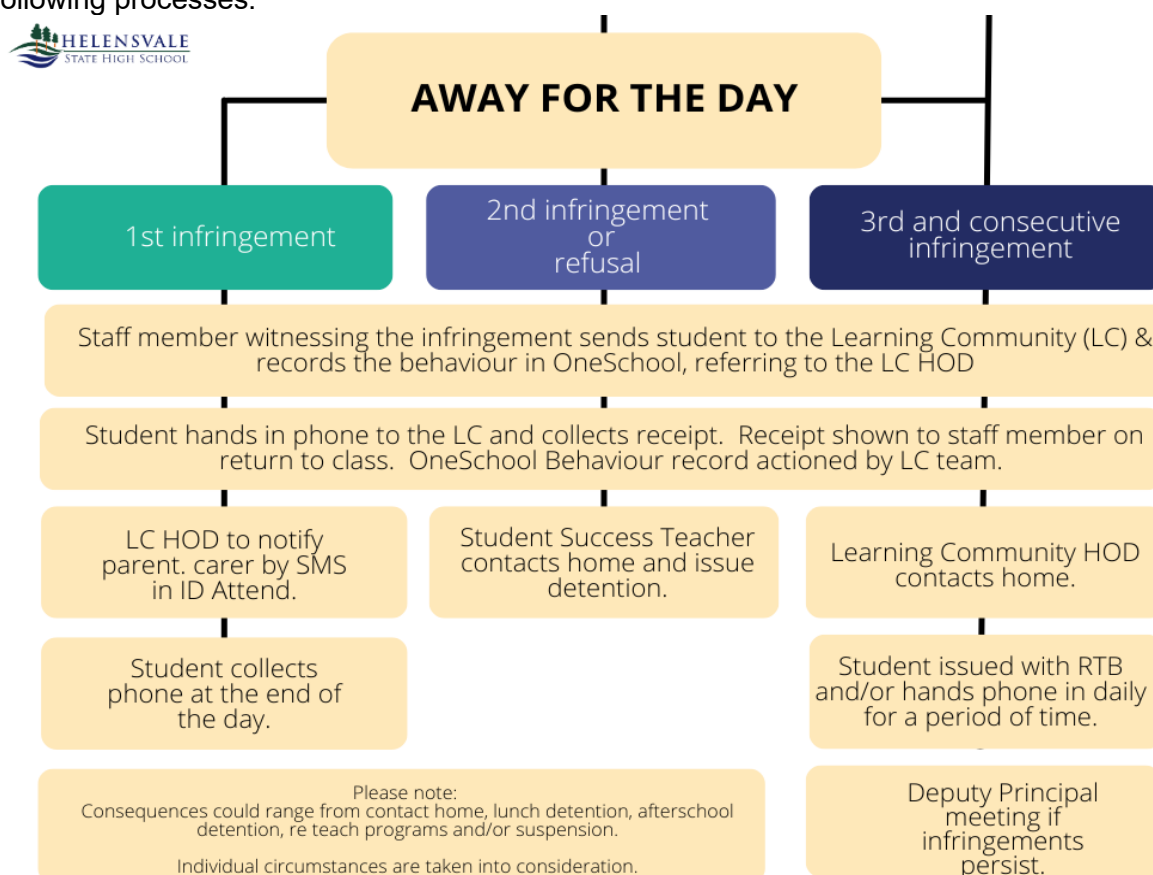 ollowing processes.
HELENSVALE
STATE HIGH SCHOOL
AWAY FOR THE DAY
1st infringement
2nd infringement
or
refusal
3rd and consecutive
infringement
Staff member witnessing the infringement sends student to the Learning Community (LC) &
records the behaviour in OneSchool, referring to the LC HOD
Student hands in phone to the LC and collects receipt.  Receipt shown to staff member on
return to class.  OneSchool Behaviour record actioned by LC team.
LC HOD to notify
parent. carer by SMS
in ID Attend.
Student Success Teacher
contacts home and issue
detention.
Learning Community HOD
contacts home.
Student collects
phone at the end of
the day.
Student issued with RTB
and/or hands phone in daily
for a period of time.
Please note:
Consequences could range from contact home, lunch detention, afterschool
detention, re teach programs and/or suspension.
Individual circumstances are taken into consideration.
Deputy Principal
meeting if
infringements
persist.